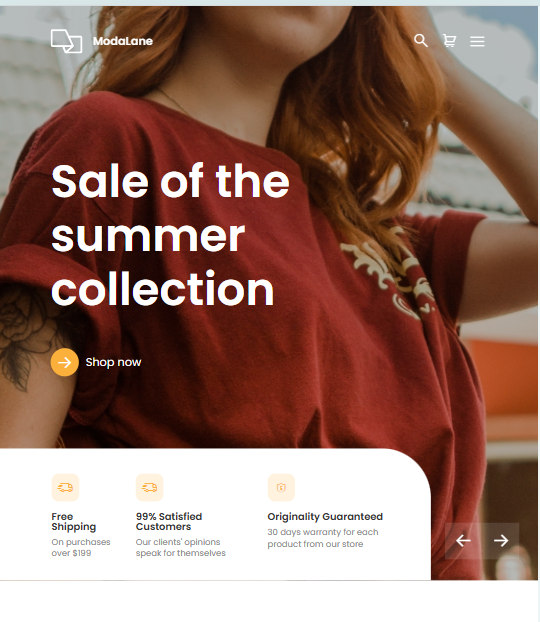 ModaLane
Sale of the
summer
collection
Shop now
Free
Shipping
On purchases
over $199
99% Satisfied
Customers
Our clients' opinions
speak for themselves
Originality Guaranteed
30 days warranty for each
product from our store